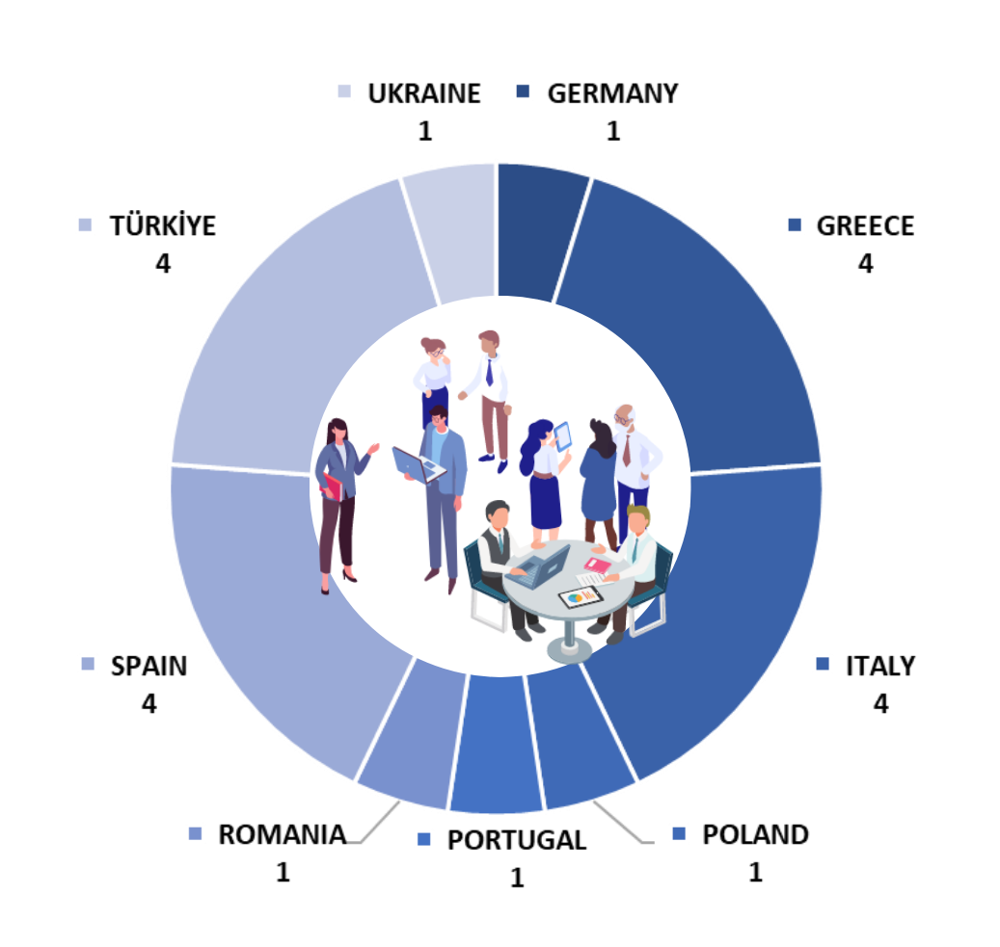 UKRAINE
1
GERMANY
1
TÜRKİYE
4
GREECE
4
SPAIN
4
ITALY
4
ROMANIA
1
PORTUGAL
1
POLAND
1